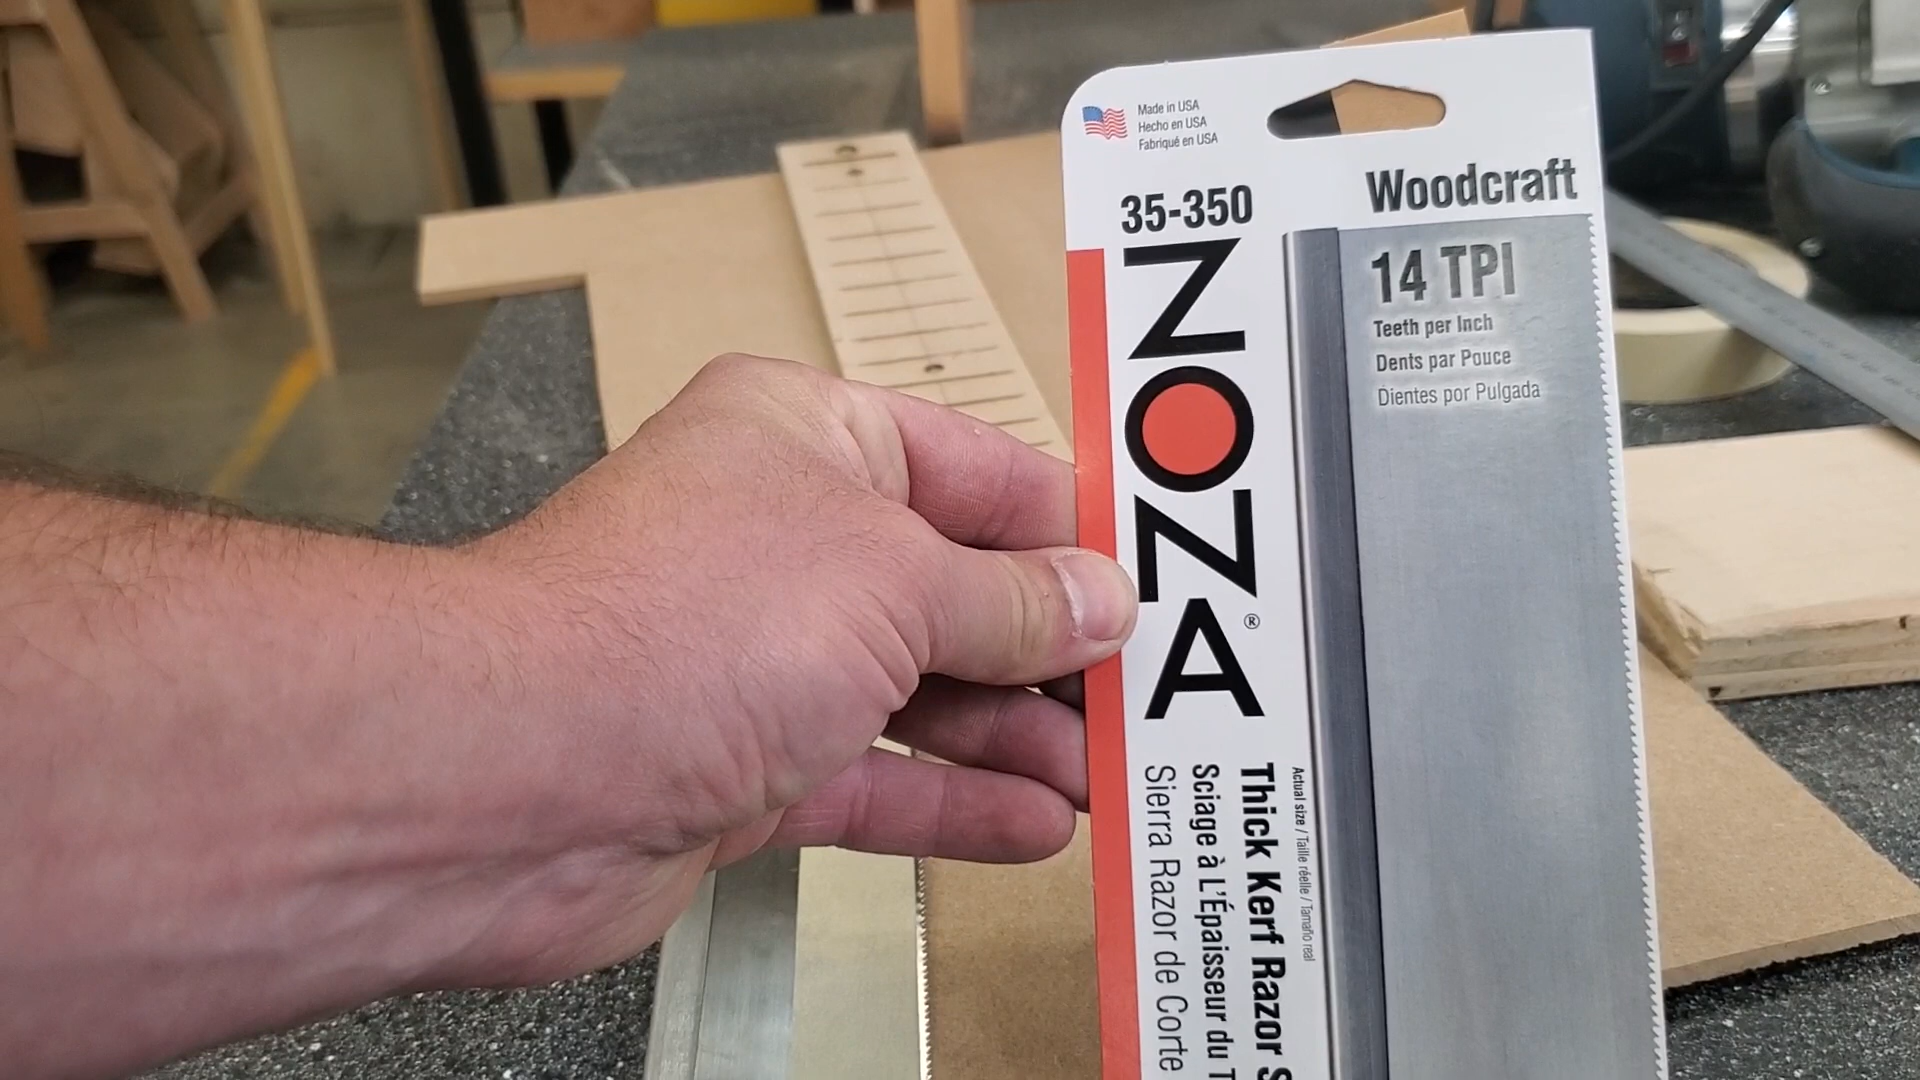 Made in USA
Hecho en USA
Fabriqué en USA
35-350
Woodcraft
ZONA®
14 TPI
Teeth per Inch
Dents par Pouce
Dientes por Pulgada
Actual size / Taille réelle / Tamaño real
Thick Kerf Razor S
Sciage à L'Épaisseur du T
Sierra Razor de Corte